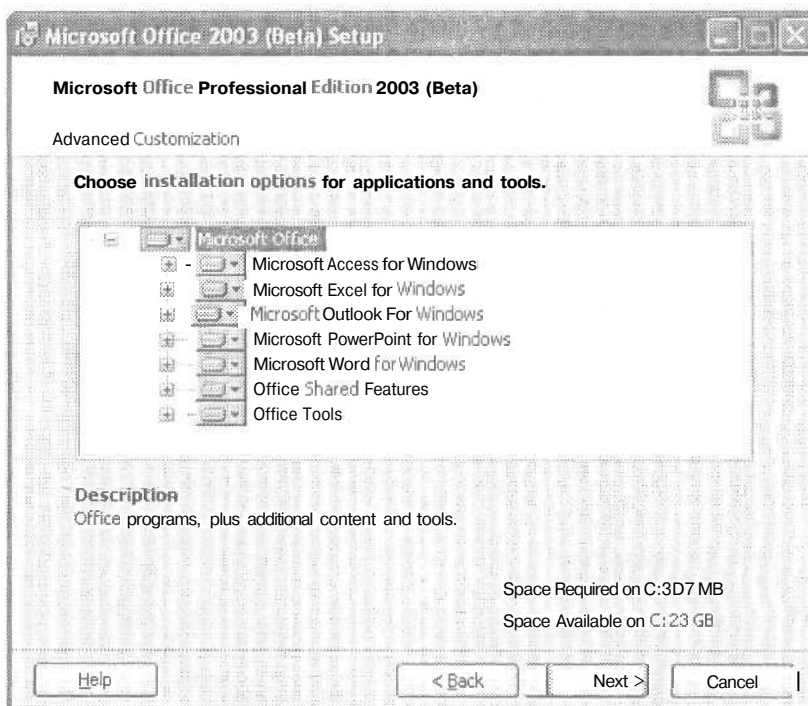 Microsoft Office 2003 (Beta) Setup
Microsoft Office Professional Edition 2003 (Beta)
Advanced Customization
Choose installation options for applications and tools.
Microsoft Office
Microsoft Access for Windows
Microsoft Excel for Windows
Microsoft Outlook For Windows
Microsoft PowerPoint for Windows
Microsoft Word for Windows
Office Shared Features
Office Tools
Description
Office programs, plus additional content and tools.
Space Required on C:3D7 MB
Space Available on C: 23 GB
Help
< Back
Next >
Cancel